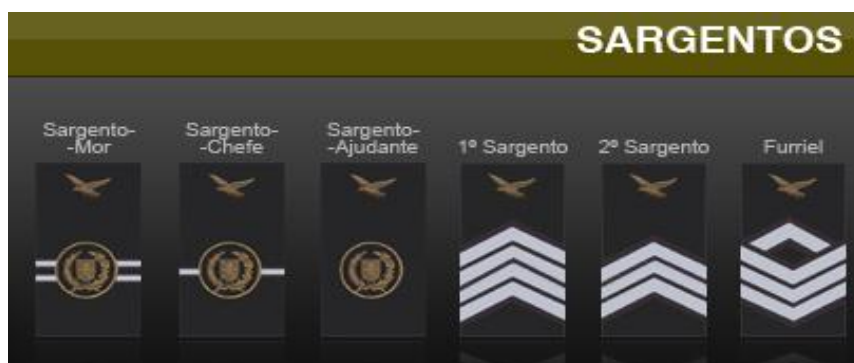 SARGENTOS
Sargento-
-Mor
Sargento-
-Chefe
Sargento-
-Ajudante
1º Sargento
2º Sargento
Furriel